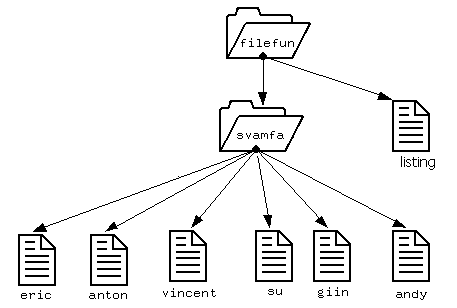 filefun
svamfa
listing
eric
anton
vincent
su
giin
andy